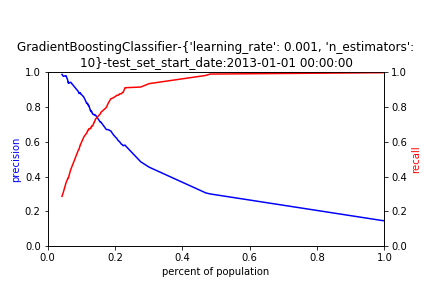 GradientBoostingClassifier-{'learning_rate': 0.001, 'n_estimators':
10}-test_set_start_date:2013-01-01 00:00:00
1.0
0.8
0.6
0.4
0.2
0.0
precision
1.0
0.8
0.6
0.4
0.2
0.0
recall
0.0 0.2 0.4 0.6 0.8 1.0
percent of population